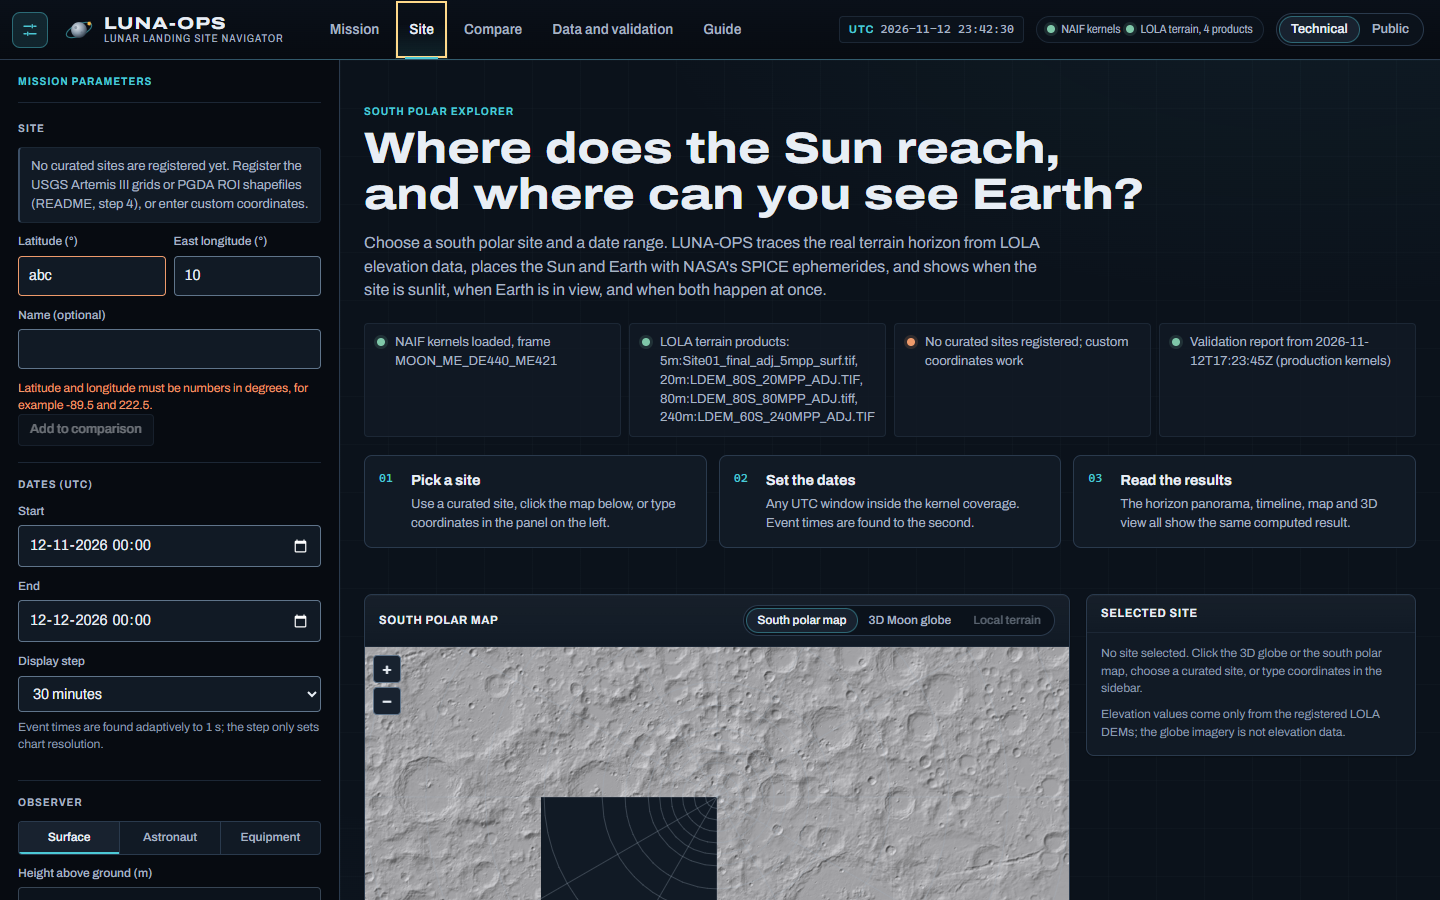 LUNA-OPS
LUNAR LANDING SITE NAVIGATOR
Mission
Site
Compare
Data and validation
Guide
UTC 2026-11-12 23:42:30
NAIF kernels
LOLA terrain, 4 products
Technical
Public
MISSION PARAMETERS
SITE
No curated sites are registered yet. Register the
USGS Artemis III grids or PGDA ROI shapefiles
(README, step 4), or enter custom coordinates.
Latitude (°)
East longitude (°)
abc
10
Name (optional)
Latitude and longitude must be numbers in degrees, for
example -89.5 and 222.5.
Add to comparison
DATES (UTC)
Start
12-11-2026 00:00
End
12-12-2026 00:00
Display step
30 minutes
Event times are found adaptively to 1 s; the step only sets
chart resolution.
OBSERVER
Surface
Astronaut
Equipment
Height above ground (m)
SOUTH POLAR EXPLORER
Where does the Sun reach,
and where can you see Earth?
Choose a south polar site and a date range. LUNA-OPS traces the real terrain horizon from LOLA
elevation data, places the Sun and Earth with NASA's SPICE ephemerides, and shows when the
site is sunlit, when Earth is in view, and when both happen at once.
NAIF kernels loaded, frame
MOON_ME_DE440_ME421
LOLA terrain products:
5m:Site01_final_adj_5mpp_surf.tif,
20m:LDEM_80S_20MPP_ADJ.TIF,
80m:LDEM_80S_80MPP_ADJ.tiff,
240m:LDEM_60S_240MPP_ADJ.TIF
No curated sites registered; custom
coordinates work
Validation report from 2026-11-
12T17:23:45Z (production kernels)
01
Pick a site
Use a curated site, click the map below, or type
coordinates in the panel on the left.
02
Set the dates
Any UTC window inside the kernel coverage.
Event times are found to the second.
03
Read the results
The horizon panorama, timeline, map and 3D
view all show the same computed result.
SOUTH POLAR MAP
South polar map
3D Moon globe
Local terrain
+
−
SELECTED SITE
No site selected. Click the 3D globe or the south polar
map, choose a curated site, or type coordinates in the
sidebar.
Elevation values come only from the registered LOLA
DEMs; the globe imagery is not elevation data.